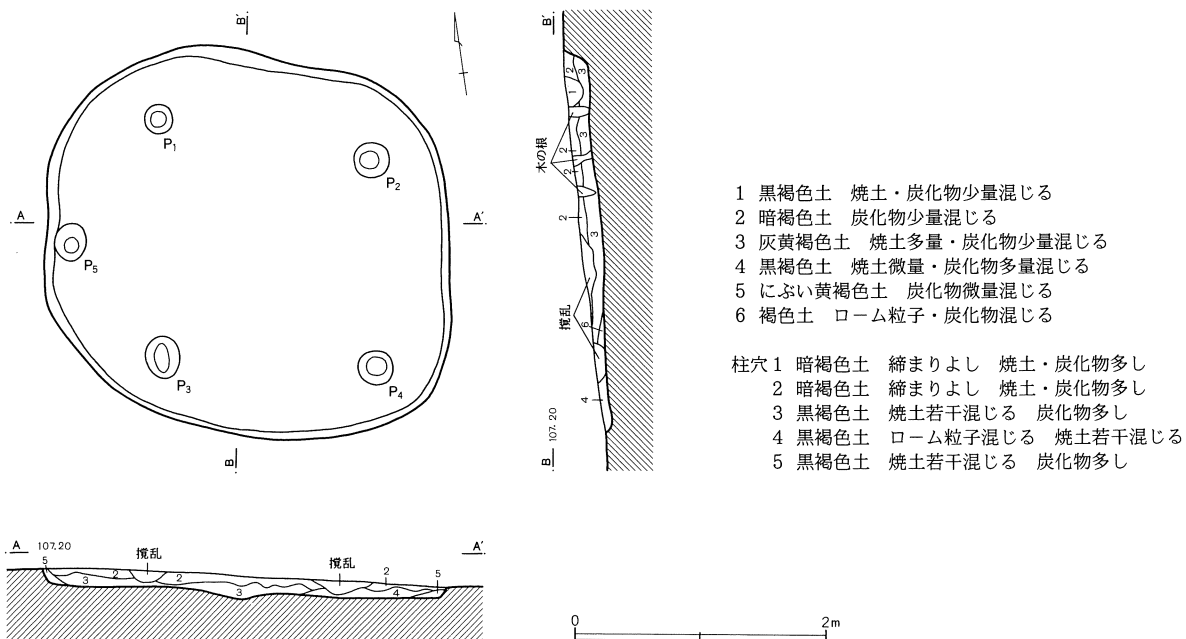 B′
P1
P2
A
A′
P5
P3
P4
B
B′
2
3
1
3
木の根
2
2
2
3
撹乱
6
4
B 107.20
1 黒褐色土 焼土・炭化物少量混じる
2 暗褐色土 炭化物少量混じる
3 灰黄褐色土 焼土多量・炭化物少量混じる
4 黒褐色土 焼土微量・炭化物多量混じる
5 にぶい黄褐色土 炭化物微量混じる
6 褐色土 ローム粒子・炭化物混じる
柱穴1 暗褐色土 締まりよし 焼土・炭化物多し
2 暗褐色土 締まりよし 焼土・炭化物多し
3 黒褐色土 焼土若干混じる 炭化物多し
4 黒褐色土 ローム粒子混じる 焼土若干混じる
5 黒褐色土 焼土若干混じる 炭化物多し
A 107.20
撹乱
A′
5
3
2
2
3
撹乱
2
4
5
0
2m